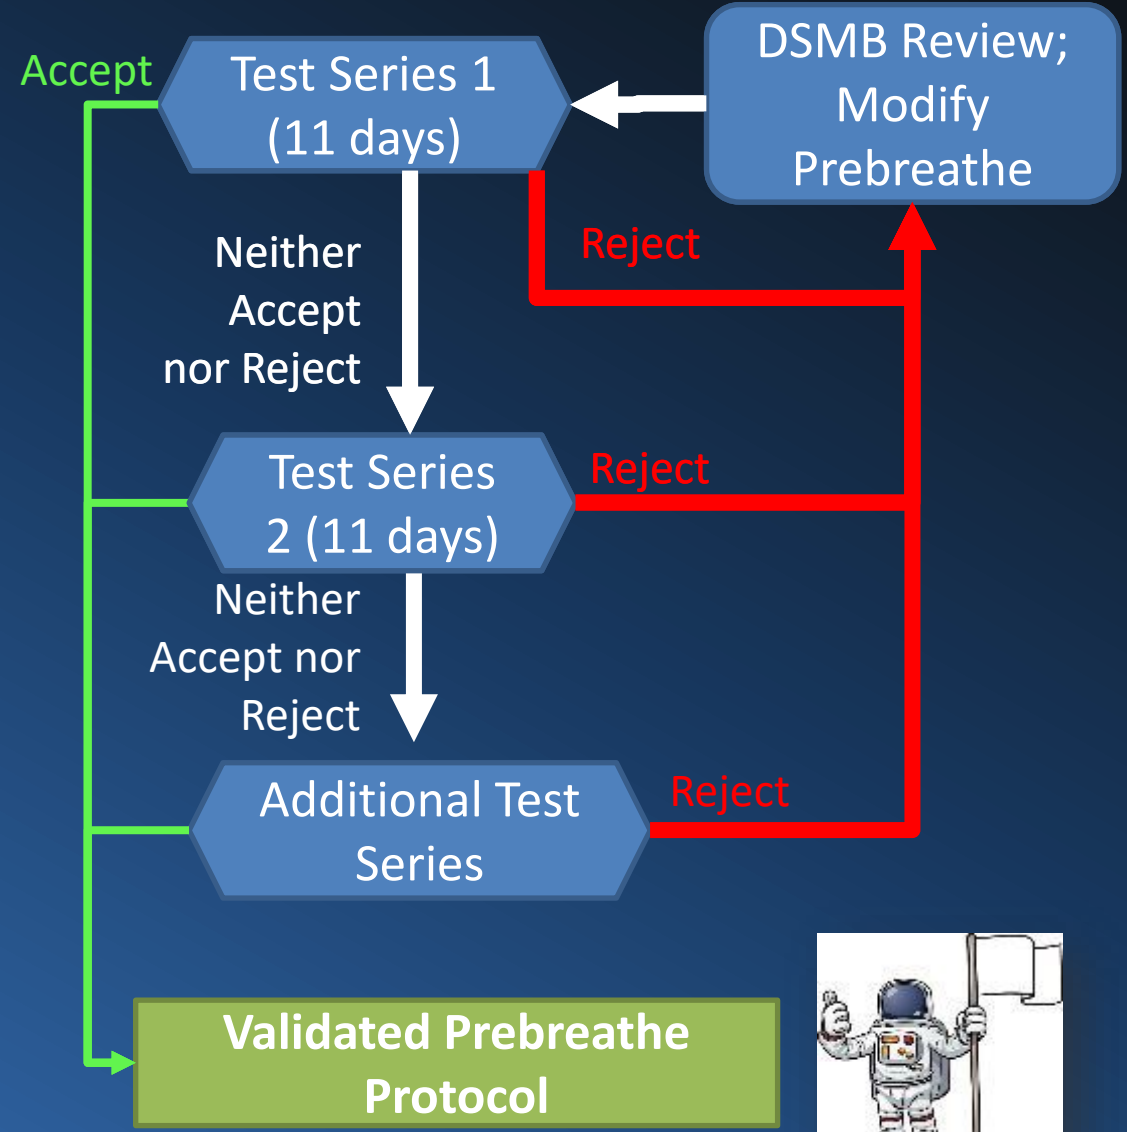 Accept
Test Series 1
(11 days)
DSMB Review;
Modify
Prebreathe
Neither
Accept
nor Reject
Reject
Test Series
2 (11 days)
Reject
Neither
Accept nor
Reject
Additional Test
Series
Reject
Validated Prebreathe
Protocol